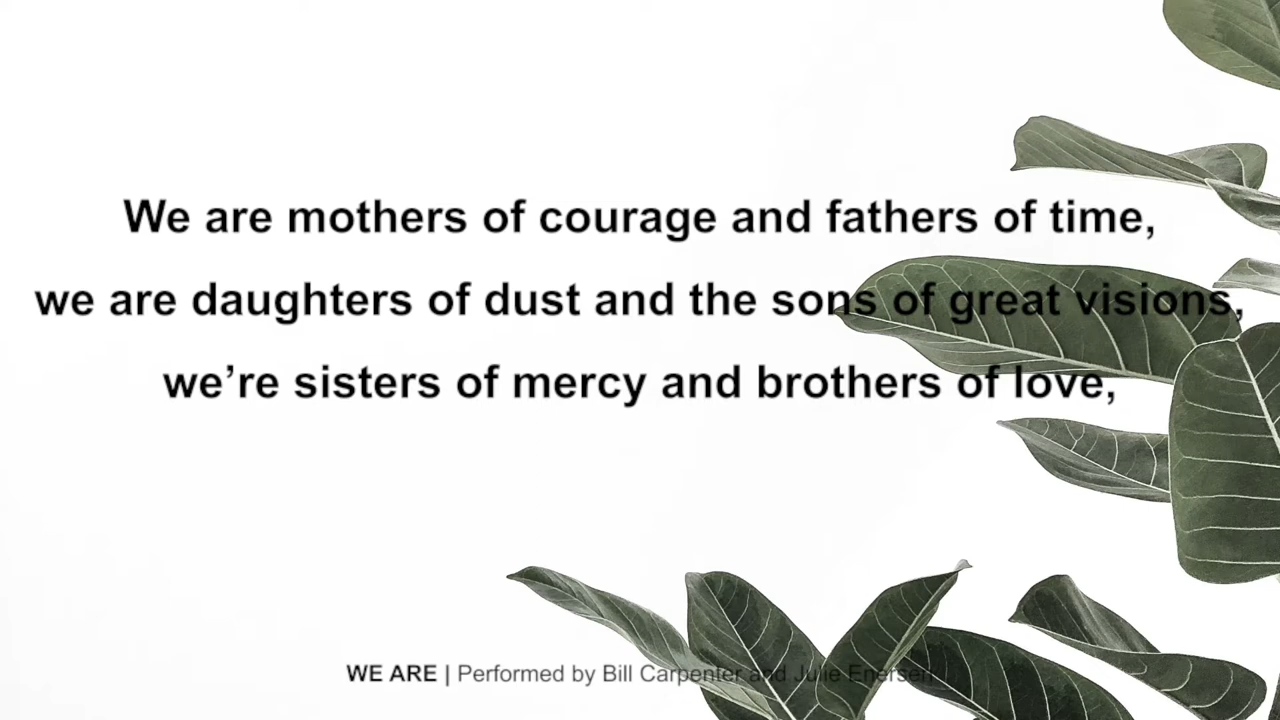 We are mothers of courage and fathers of time,
we are daughters of dust and the sons of great visions,
we’re sisters of mercy and brothers of love,
WE ARE | Performed by Bill Carpenter and Julie Enersen